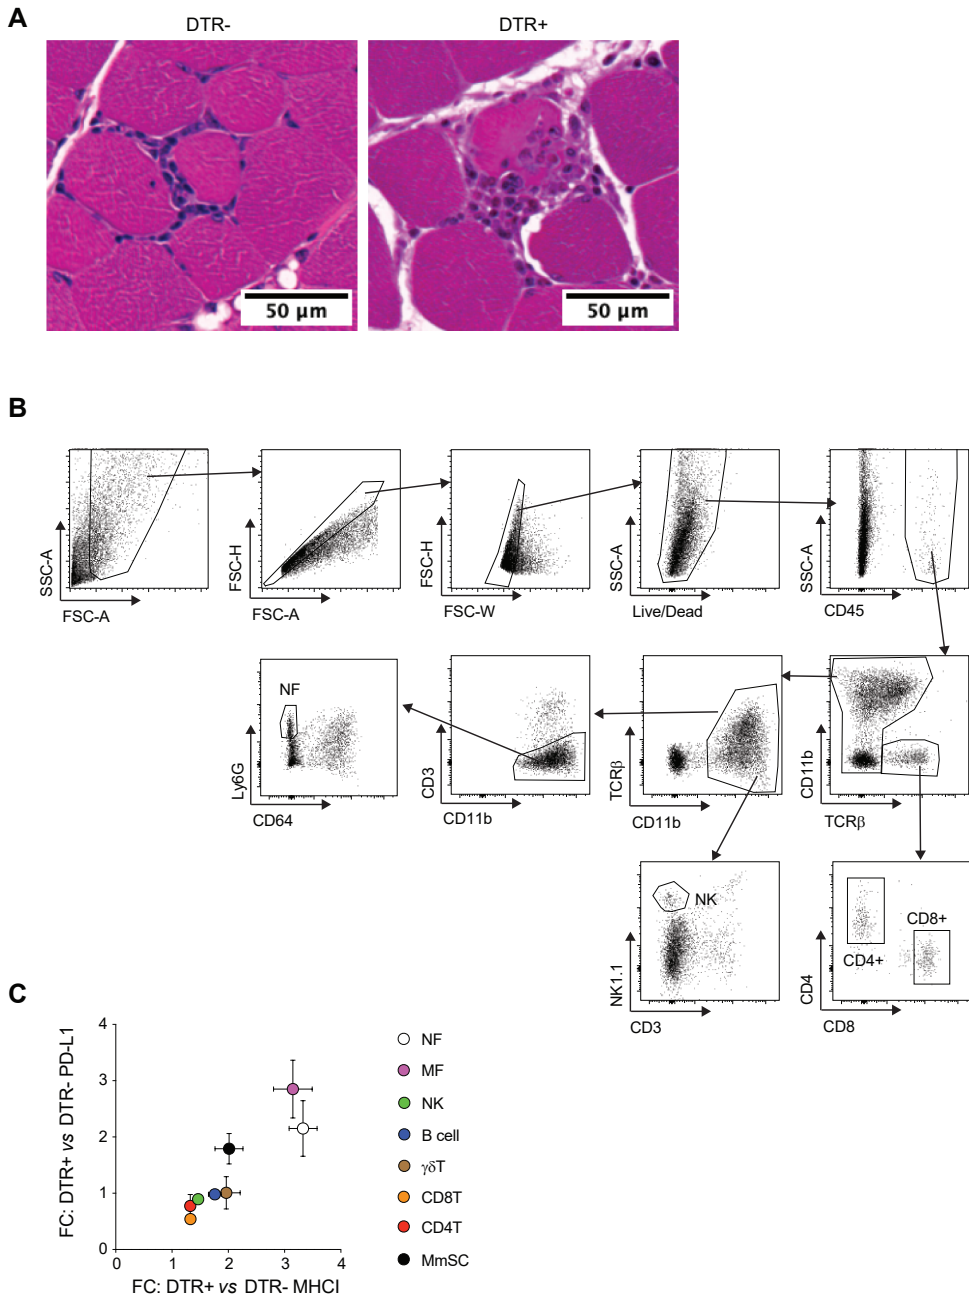 A
DTR-
DTR+
50 µm
50 µm
B
SSC-A
FSC-A
FSC-H
FSC-A
FSC-H
FSC-W
SSC-A
Live/Dead
SSC-A
CD45
NF
Ly6G
CD64
CD3
CD11b
TCRβ
CD11b
CD11b
TCRβ
NK
NK1.1
CD3
CD8+
CD4+
CD4
CD8
C
FC: DTR+ vs DTR- PD-L1
4
3
2
1
0
0 1 2 3 4
FC: DTR+ vs DTR- MHCI
NF
MF
NK
B cell
γδT
CD8T
CD4T
MmSC